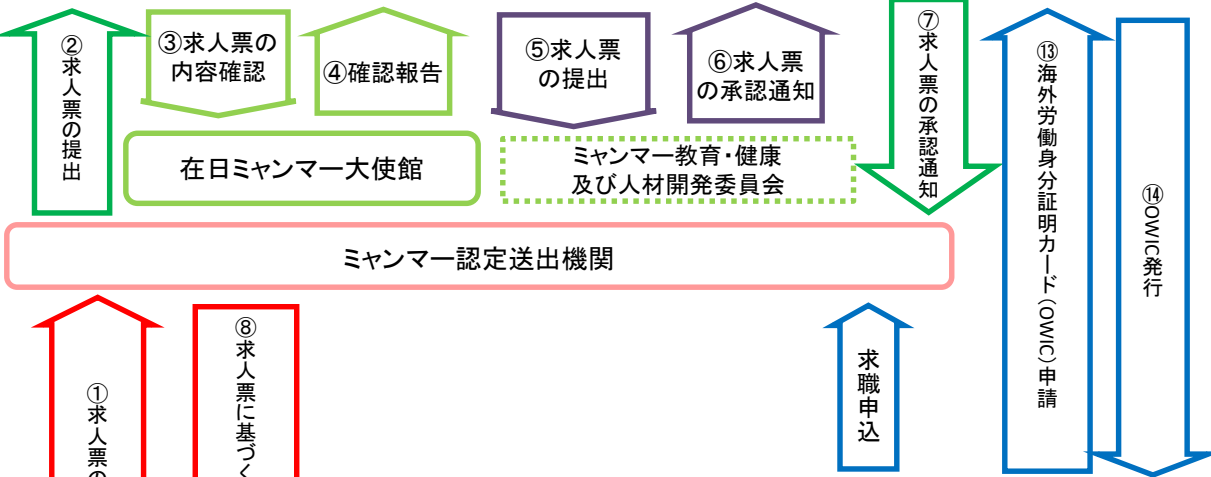 ②求人票の提出
③求人票の
内容確認
④確認報告
⑤求人票
の提出
⑥求人票
の承認通知
⑦求人票の承認通知
⑬海外労働身分証明カード(OWIC)申請
⑭OWIC発行
在日ミャンマー大使館
ミャンマー教育・健康
及び人材開発委員会
ミャンマー認定送出機関
①求人票の
⑧求人票に基づく
求職申込